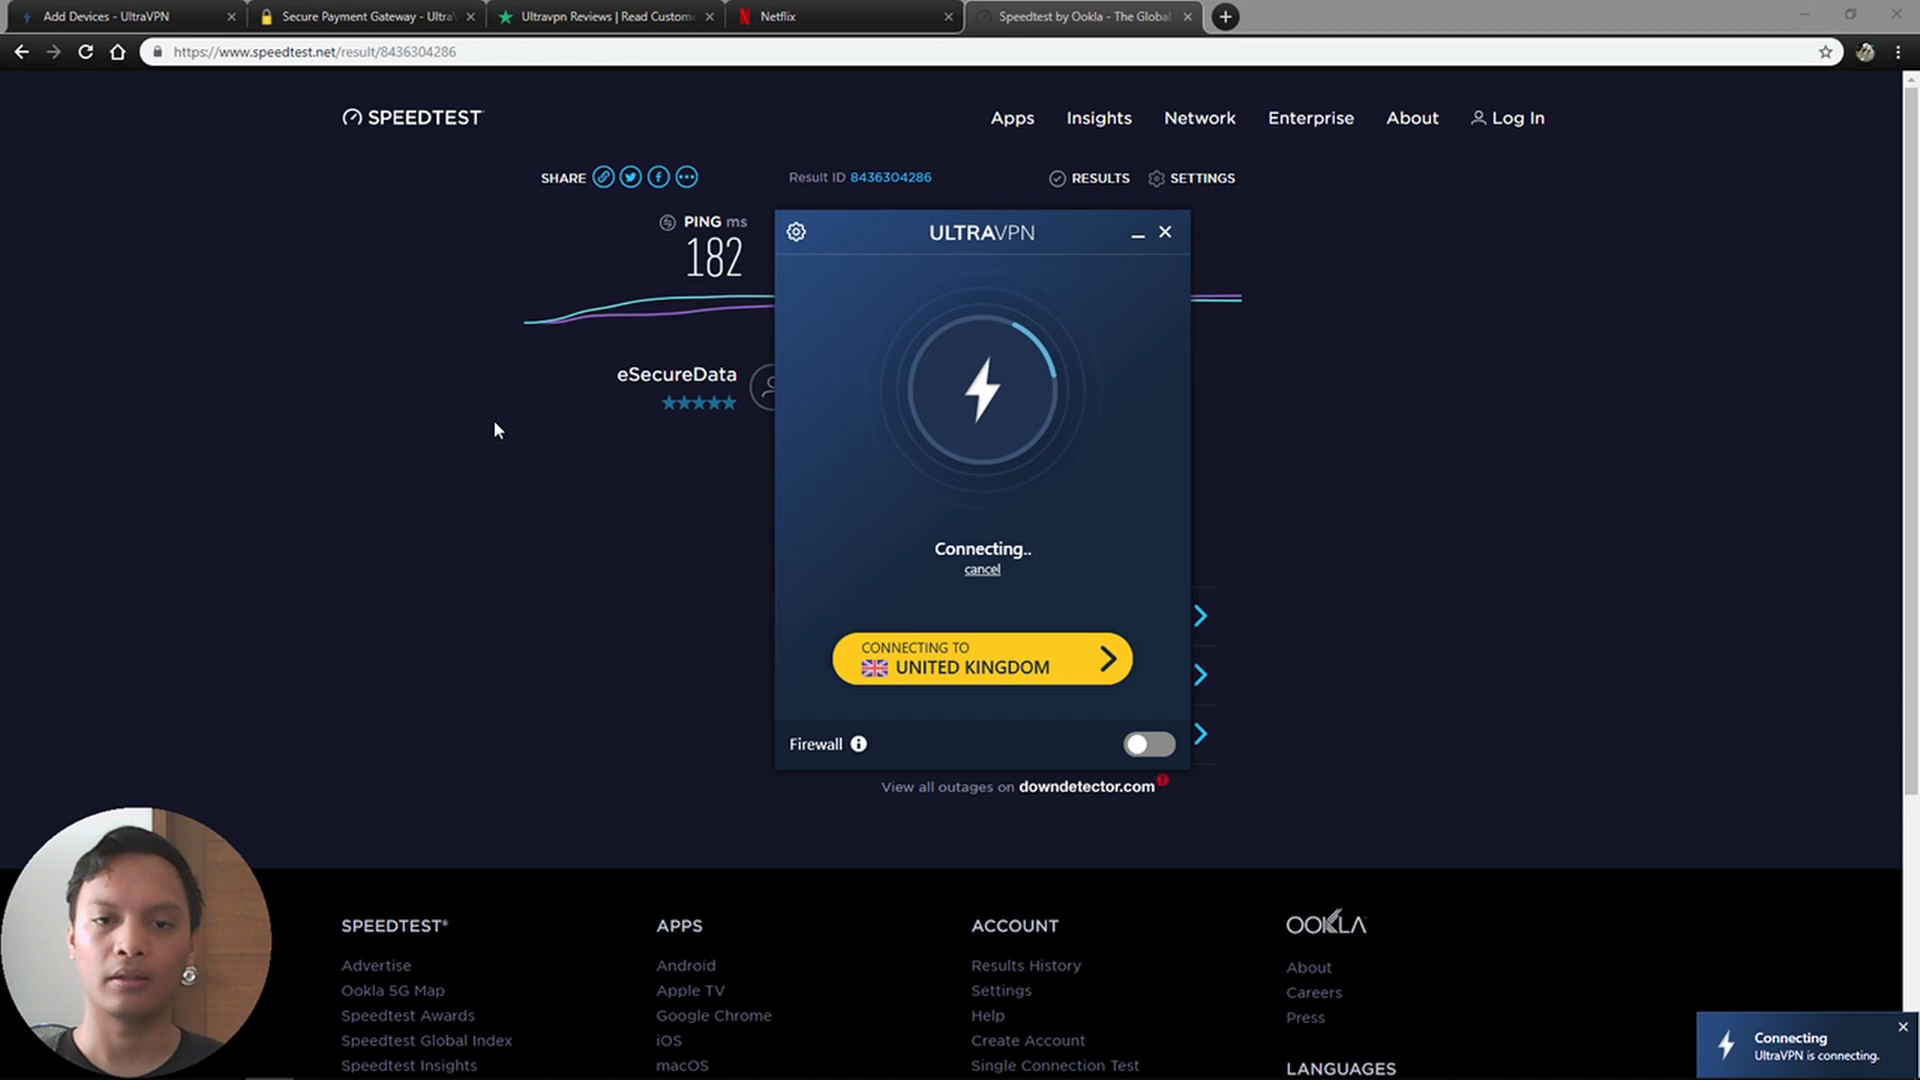 Add Devices - UltraVPN
Secure Payment Gateway - Ultra
Ultravpn Reviews | Read Custome
Netflix
Speedtest by Ookla - The Global
https://www.speedtest.net/result/8436304286
SPEEDTEST
Apps
Insights
Network
Enterprise
About
Log In
SHARE
Result ID 8436304286
RESULTS
SETTINGS
PING ms
182
eSecureData
ULTRAVPN
Connecting..
cancel
CONNECTING TO
UNITED KINGDOM
Firewall
View all outages on downdetector.com
SPEEDTEST®
Advertise
Ookla 5G Map
Speedtest Awards
Speedtest Global Index
Speedtest Insights
APPS
Android
Apple TV
Google Chrome
iOS
macOS
ACCOUNT
Results History
Settings
Help
Create Account
Single Connection Test
OOKLA
About
Careers
Press
LANGUAGES
Connecting
UltraVPN is connecting.